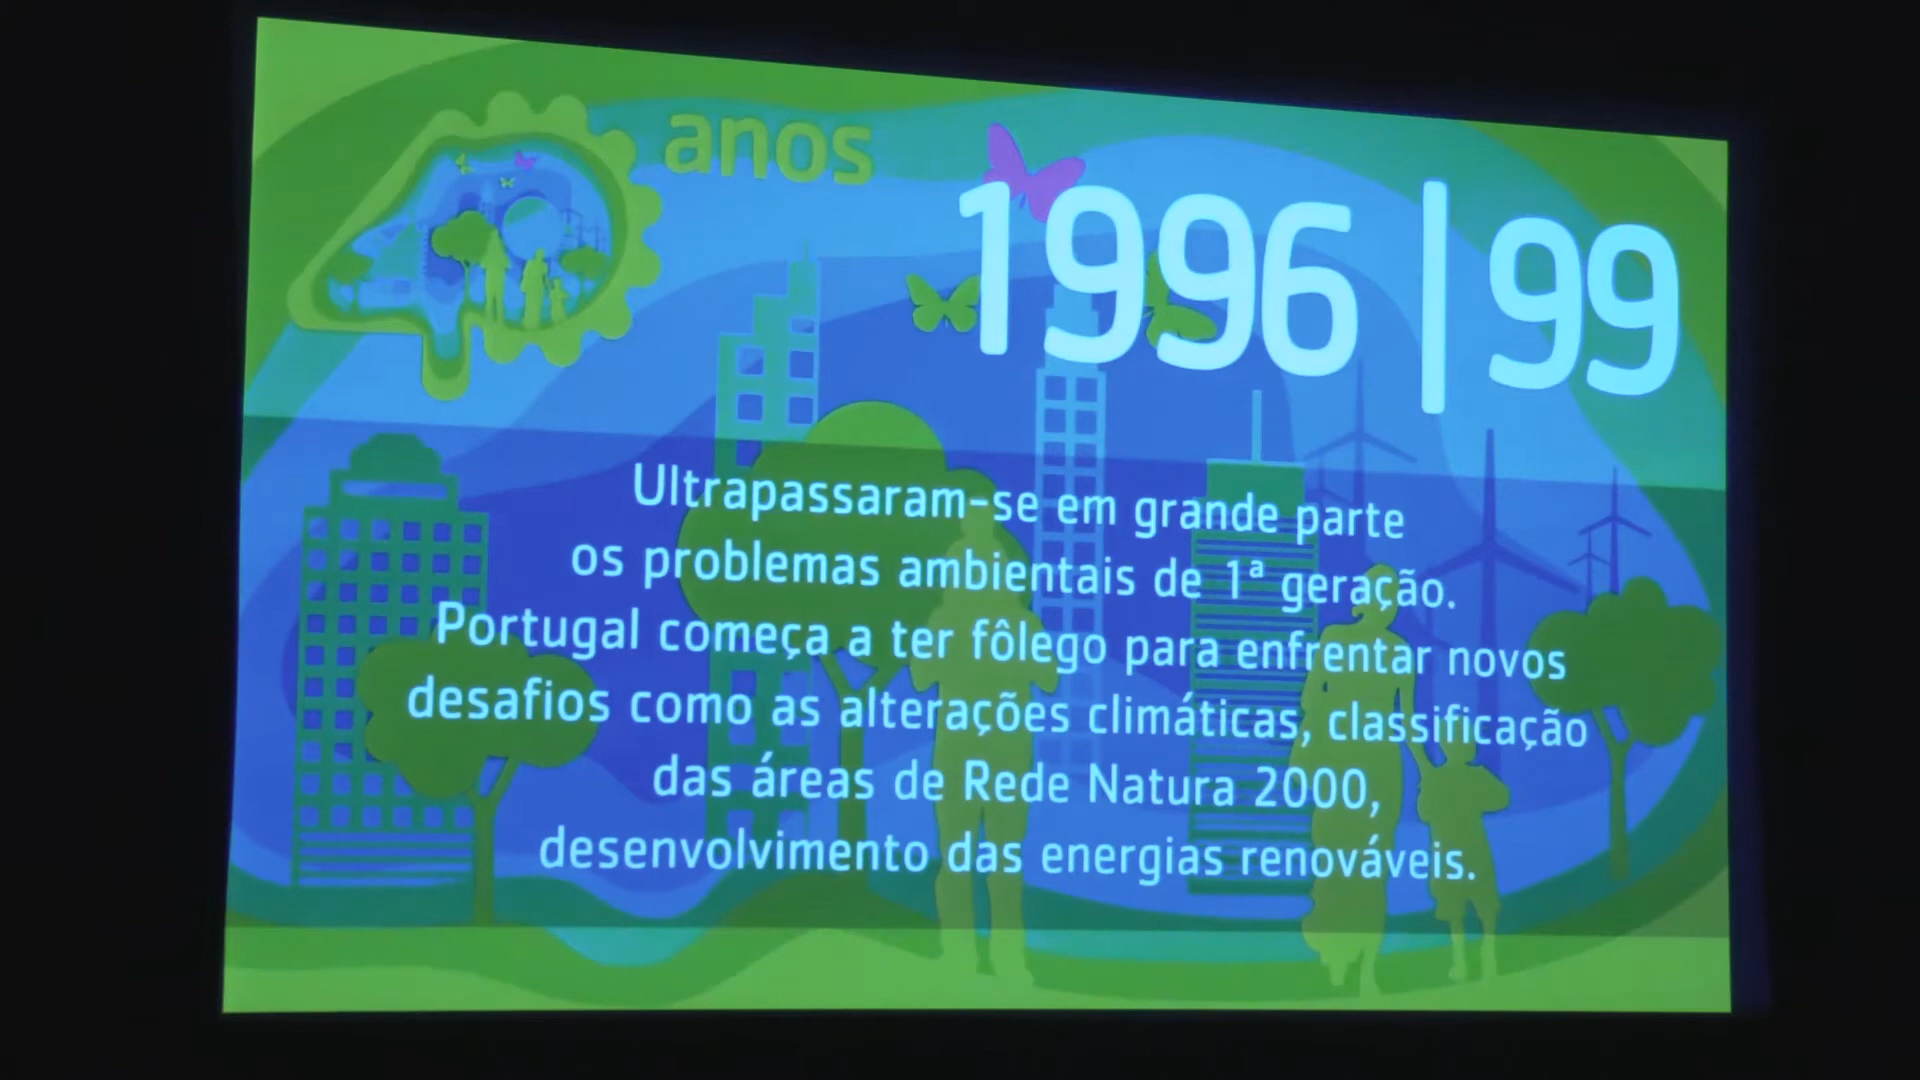 40 anos
1996|99
Ultrapassaram-se em grande parte
os problemas ambientais de 1ª geração.
Portugal começa a ter fôlego para enfrentar novos
desafios como as alterações climáticas, classificação
das áreas de Rede Natura 2000,
desenvolvimento das energias renováveis.